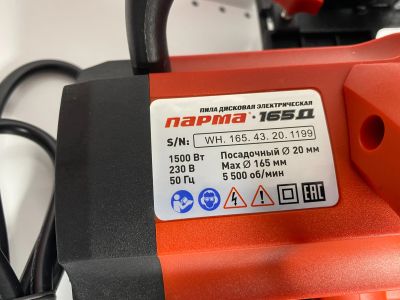 ПИЛА ДИСКОВАЯ ЭЛЕКТРИЧЕСКАЯ
ПАРМА®·165Д
S/N: WH. 165. 43. 20. 1199
1500 Вт Посадочный Ø 20 мм
230 В Max Ø 165 мм
50 Гц 5 500 об/мин
EAC